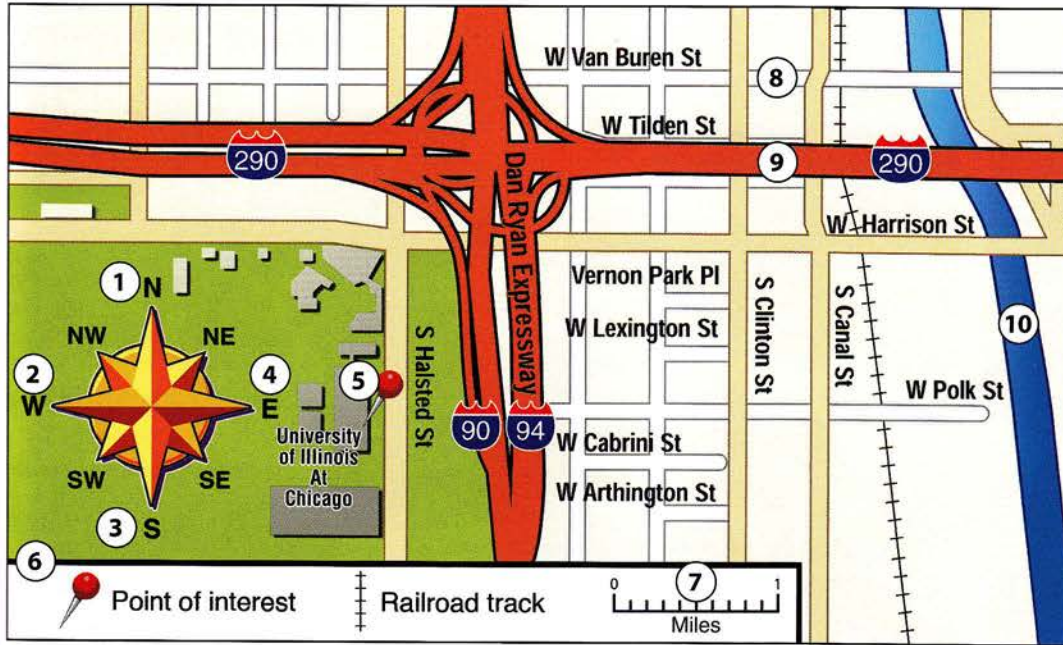 W Van Buren St
8
W Tilden St
290
9
290
Dan Ryan Expressway
W Harrison St
1
N
NW
NE
2
W
4
E
5
SW
SE
3
S
University
of Illinois
At
Chicago
S Halsted St
90
94
Vernon Park Pl
W Lexington St
S Clinton St
S Canal St
10
W Polk St
W Cabrini St
W Arthington St
6
Point of interest
Railroad track
0
7
1
Miles